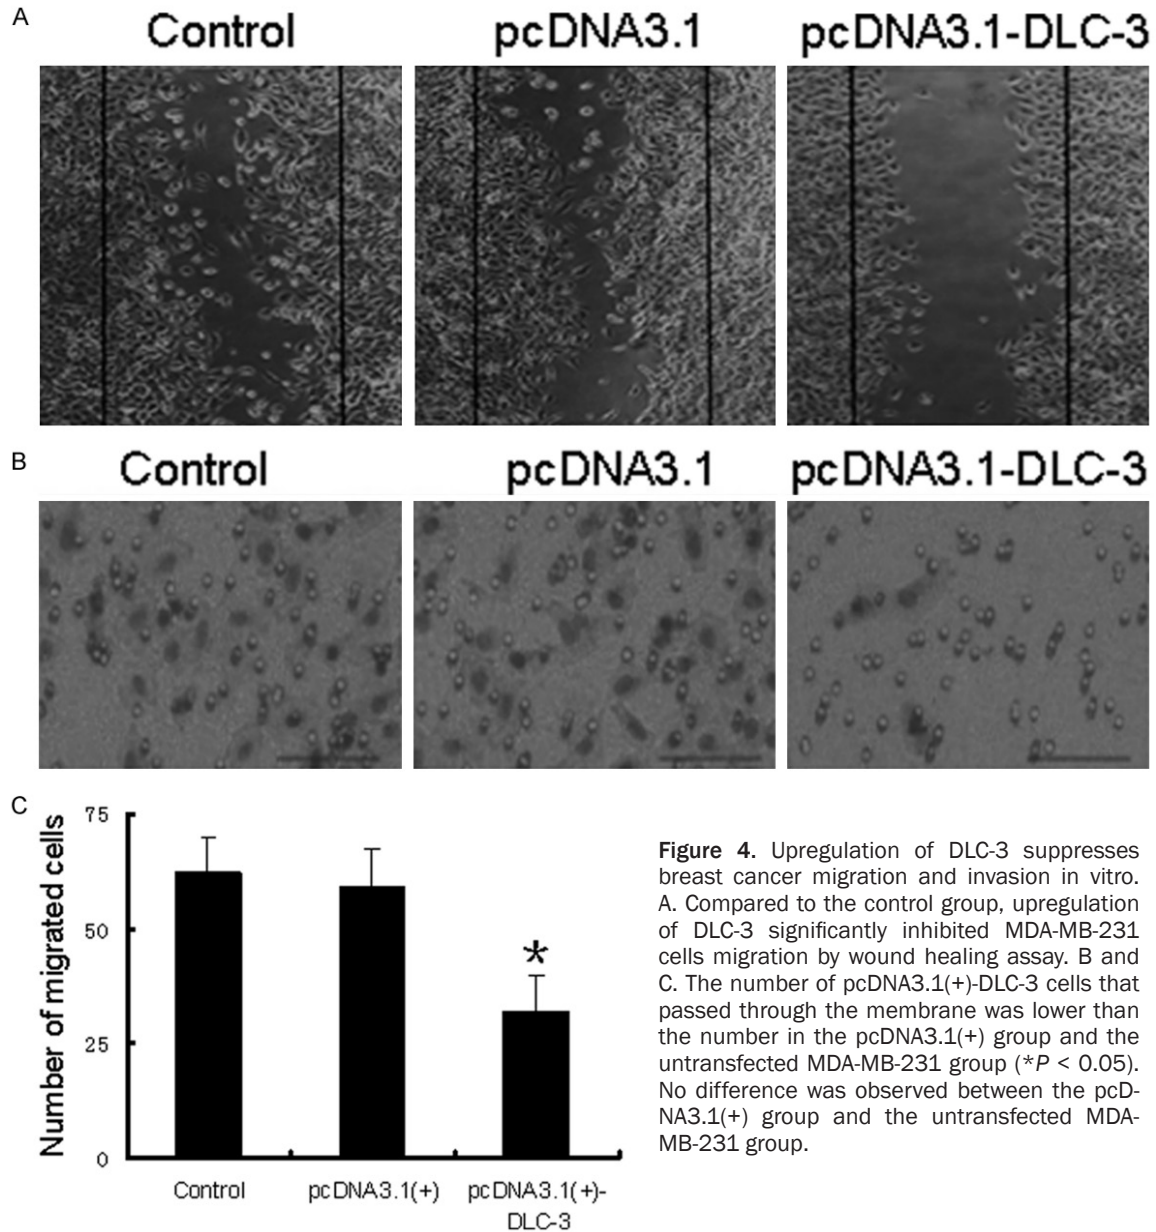 A
Control
pcDNA3.1
pcDNA3.1-DLC-3
B
Control
pcDNA3.1
pcDNA3.1-DLC-3
C
Number of migrated cells
75
50
25
0
*
Control
pcDNA3.1(+)
pcDNA3.1(+)-
DLC-3
Figure 4. Upregulation of DLC-3 suppresses
breast cancer migration and invasion in vitro.
A. Compared to the control group, upregulation
of DLC-3 significantly inhibited MDA-MB-231
cells migration by wound healing assay. B and
C. The number of pcDNA3.1(+)-DLC-3 cells that
passed through the membrane was lower than
the number in the pcDNA3.1(+) group and the
untransfected MDA-MB-231 group (*P < 0.05).
No difference was observed between the pcD-
NA3.1(+) group and the untransfected MDA-
MB-231 group.